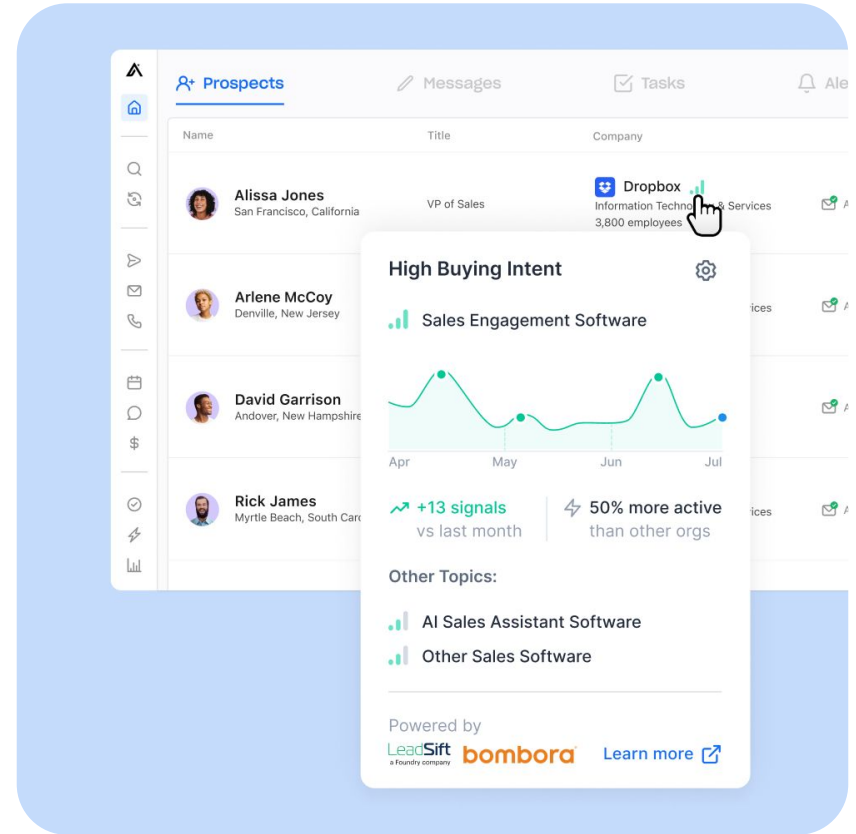 Prospects
Messages
Tasks
Ale
Name
Title
Company
Alissa Jones
San Francisco, California
VP of Sales
Dropbox
Information Techno & Services
3,800 employees
A
Arlene McCoy
Denville, New Jersey
ices
A
David Garrison
Andover, New Hampshire
A
Rick James
Myrtle Beach, South Caro
ices
A
High Buying Intent
Sales Engagement Software
Apr
May
Jun
Jul
+13 signals
vs last month
50% more active
than other orgs
Other Topics:
AI Sales Assistant Software
Other Sales Software
Powered by
LeadSift
a Foundry company
bombora
Learn more